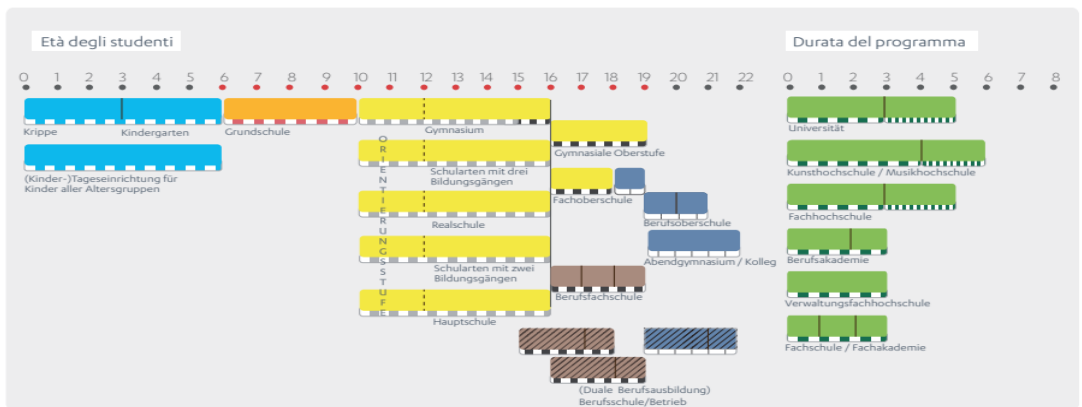 Età degli studenti
Durata del programma
0 1 2 3 4 5 6 7 8 9 10 11 12 13 14 15 16 17 18 19 20 21 22
0 1 2 3 4 5 6 7 8
Krippe
Kindergarten
Grundschule
Gymnasium
Universität
Gymnasiale Oberstufe
(Kinder-)Tageseinrichtung für
Kinder aller Altersgruppen
Schularten mit drei
Bildungsgängen
Kunsthochschule / Musikhochschule
Fachoberschule
ORIENTIERUNGSSTUFE
Realschule
Berufsoberschule
Fachhochschule
Schularten mit zwei
Bildungsgängen
Abendgymnasium / Kolleg
Berufsakademie
Berufsfachschule
Verwaltungsfachhochschule
Hauptschule
Fachschule / Fachakademie
(Duale Berufsausbildung)
Berufsschule/Betrieb